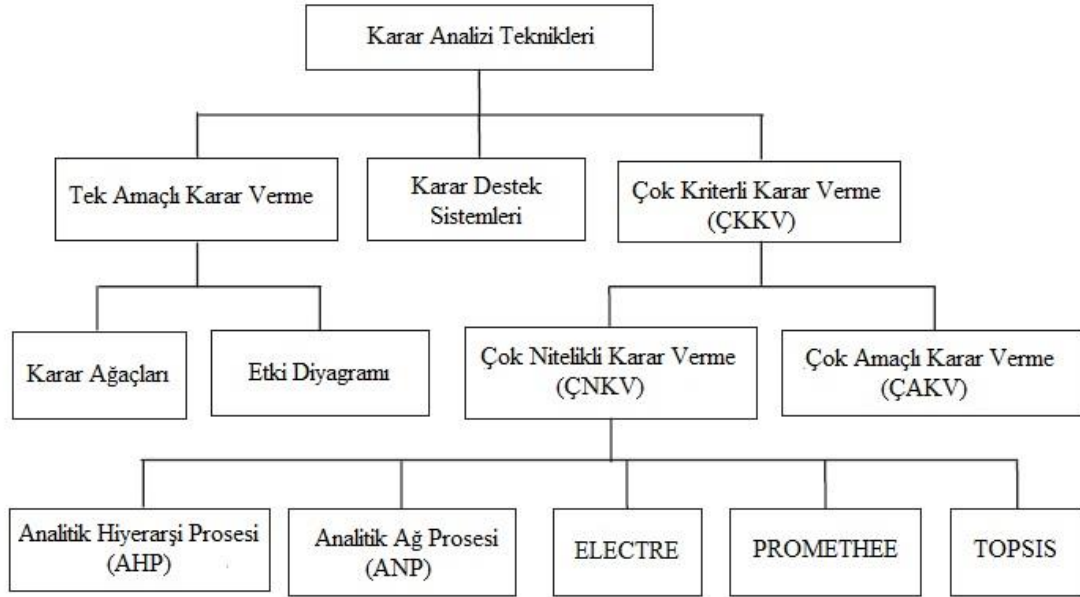 Karar Analizi Teknikleri
Tek Amaçlı Karar Verme
Karar Destek
Sistemleri
Çok Kriterli Karar Verme
(ÇKKV)
Karar Ağaçları
Etki Diyagramı
Çok Nitelikli Karar Verme
(ÇNKV)
Çok Amaçlı Karar Verme
(ÇAKV)
Analitik Hiyerarşi Prosesi
(AHP)
Analitik Ağ Prosesi
(ANP)
ELECTRE
PROMETHEE
TOPSIS